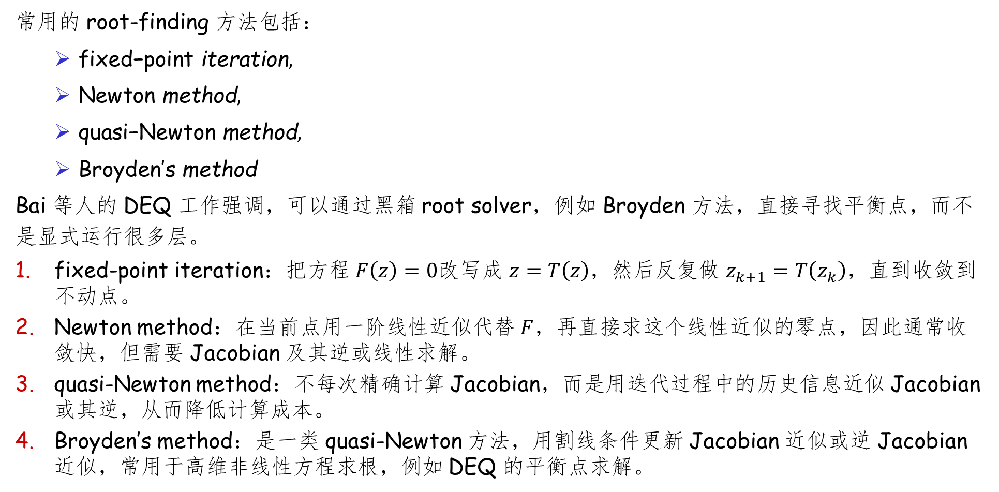 常用的 root-finding 方法包括：
➢ fixed-point iteration,
➢ Newton method,
➢ quasi-Newton method,
➢ Broyden's method
Bai 等人的 DEQ 工作强调，可以通过黑箱 root solver，例如 Broyden 方法，直接寻找平衡点，而不
是显式运行很多层。
1. fixed-point iteration：把方程 F(z) = 0改写成 z = T(z)，然后反复做 z_{k+1} = T(z_k)，直到收敛到
不动点。
2. Newton method：在当前点用一阶线性近似代替 F，再直接求这个线性近似的零点，因此通常收
敛快，但需要 Jacobian 及其逆或线性求解。
3. quasi-Newton method：不每次精确计算 Jacobian，而是用迭代过程中的历史信息近似 Jacobian
或其逆，从而降低计算成本。
4. Broyden's method：是一类 quasi-Newton 方法，用割线条件更新 Jacobian 近似或逆 Jacobian
近似，常用于高维非线性方程求根，例如 DEQ 的平衡点求解。